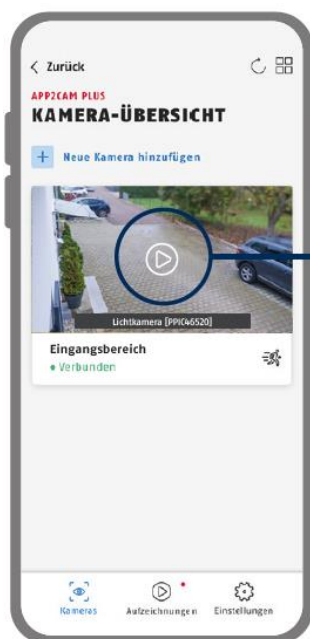 Zurück
APP2CAM PLUS
KAMERA-ÜBERSICHT
Neue Kamera hinzufügen
Lichtkamera [PPIC46520]
Eingangsbereich
Verbunden
Kameras Aufzeichnungen Einstellungen